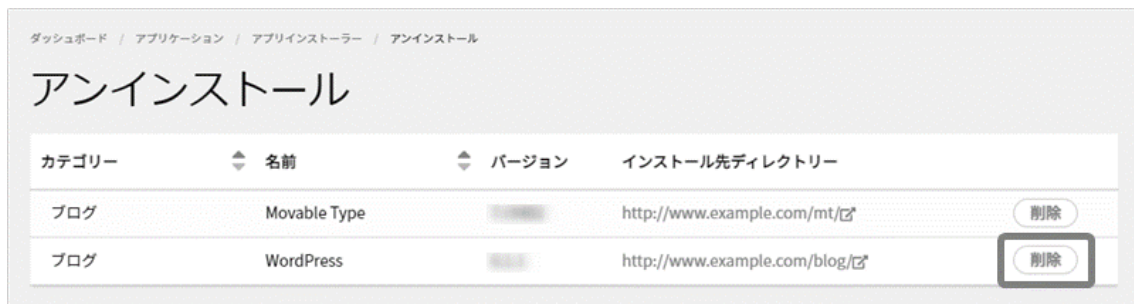 ダッシュボード / アプリケーション / アプリインストーラー / アンインストール
アンインストール
カテゴリー 名前 バージョン インストール先ディレクトリー
ブログ Movable Type http://www.example.com/mt/ 削除
ブログ WordPress http://www.example.com/blog/ 削除